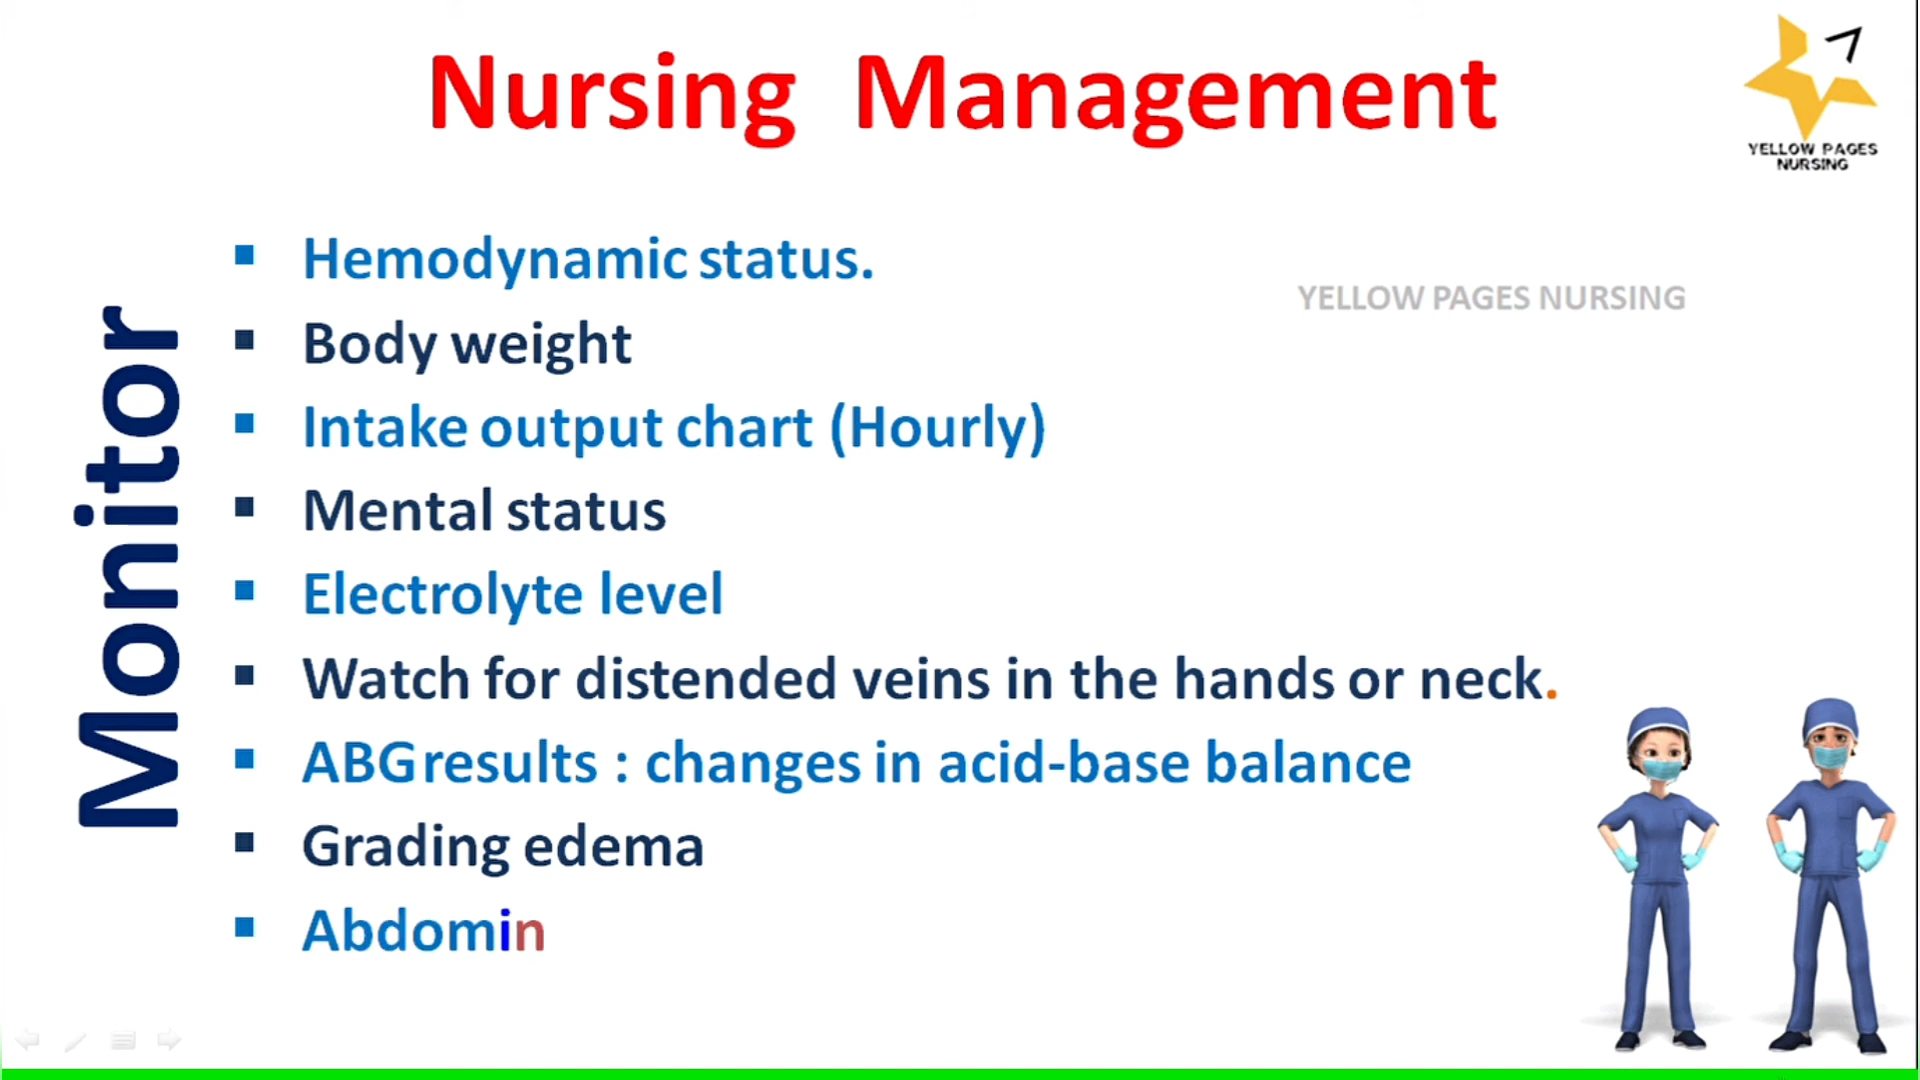 Nursing Management
YELLOW PAGES
NURSING
Monitor
Hemodynamic status.
YELLOW PAGES NURSING
Body weight
Intake output chart (Hourly)
Mental status
Electrolyte level
Watch for distended veins in the hands or neck.
ABG results : changes in acid-base balance
Grading edema
Abdomin